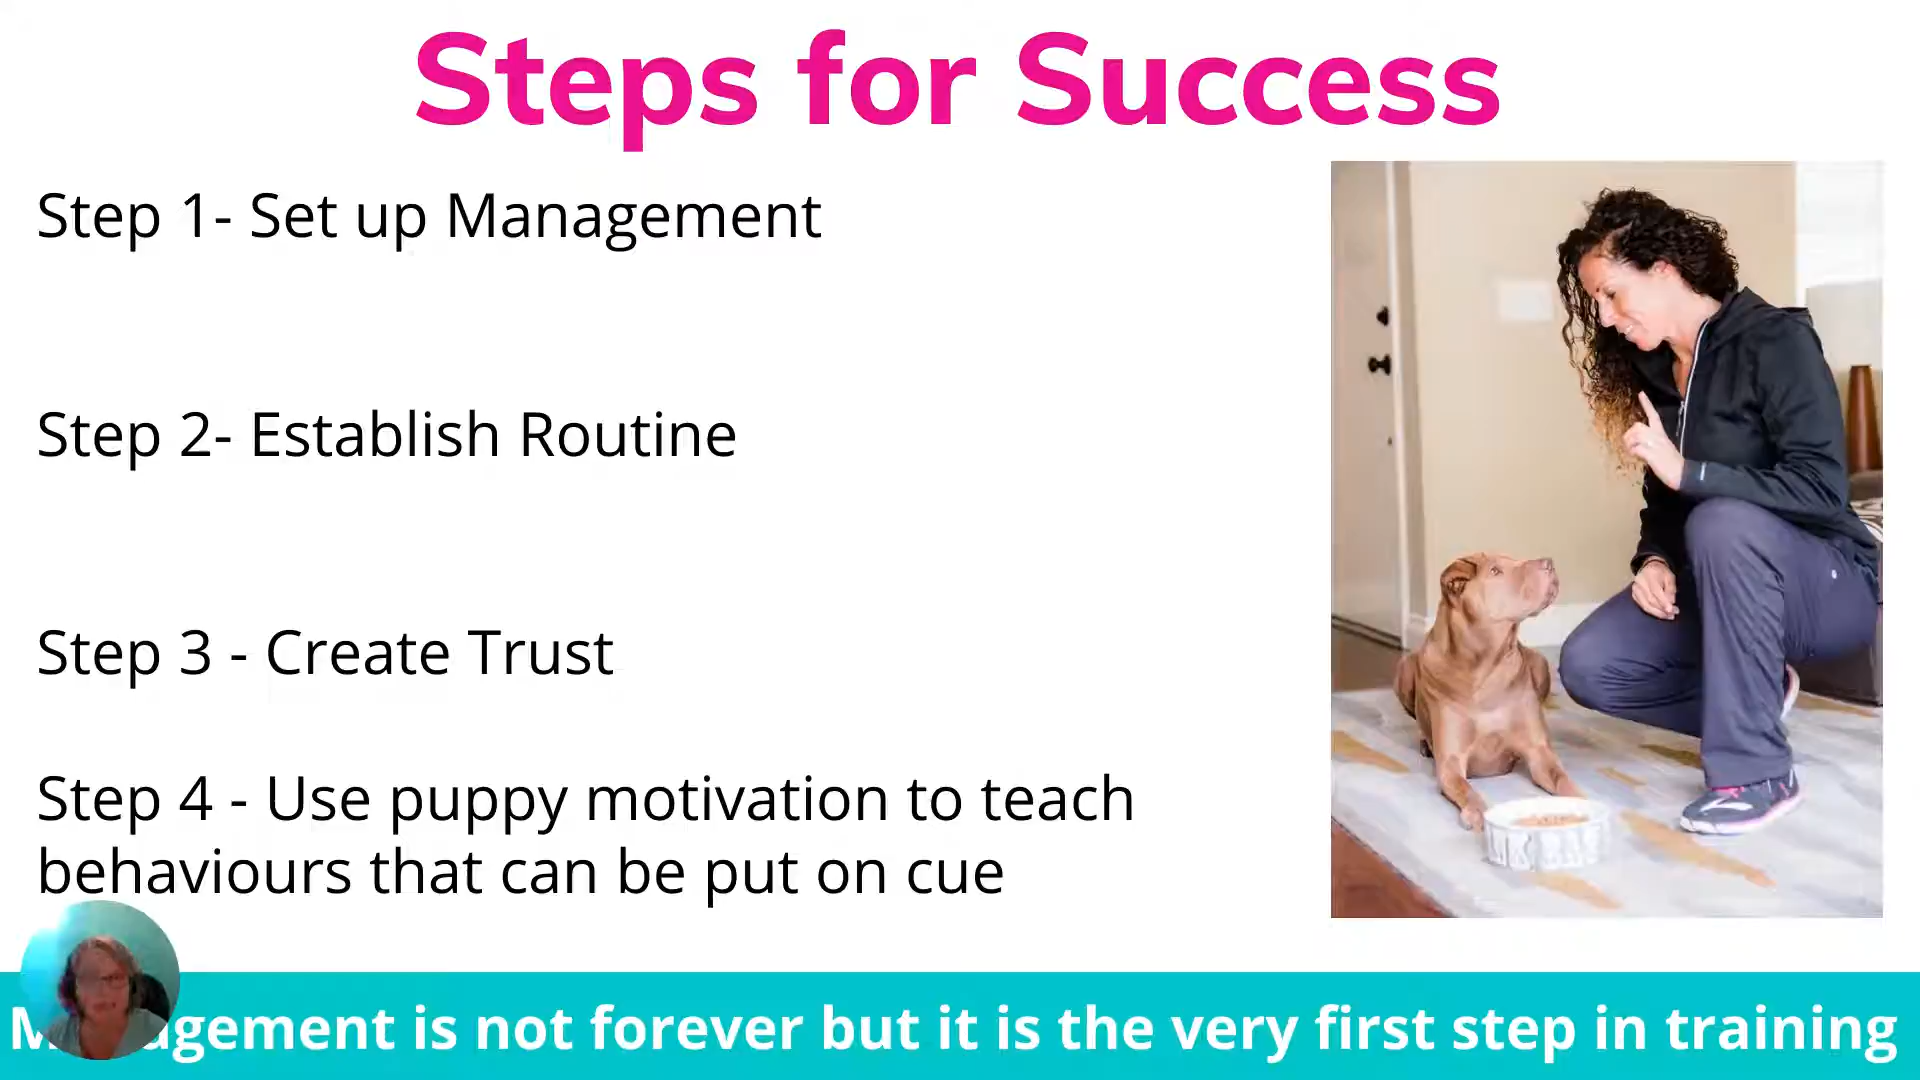 Steps for Success
Step 1- Set up Management
Step 2- Establish Routine
Step 3 - Create Trust
Step 4 - Use puppy motivation to teach
behaviours that can be put on cue
Management is not forever but it is the very first step in training